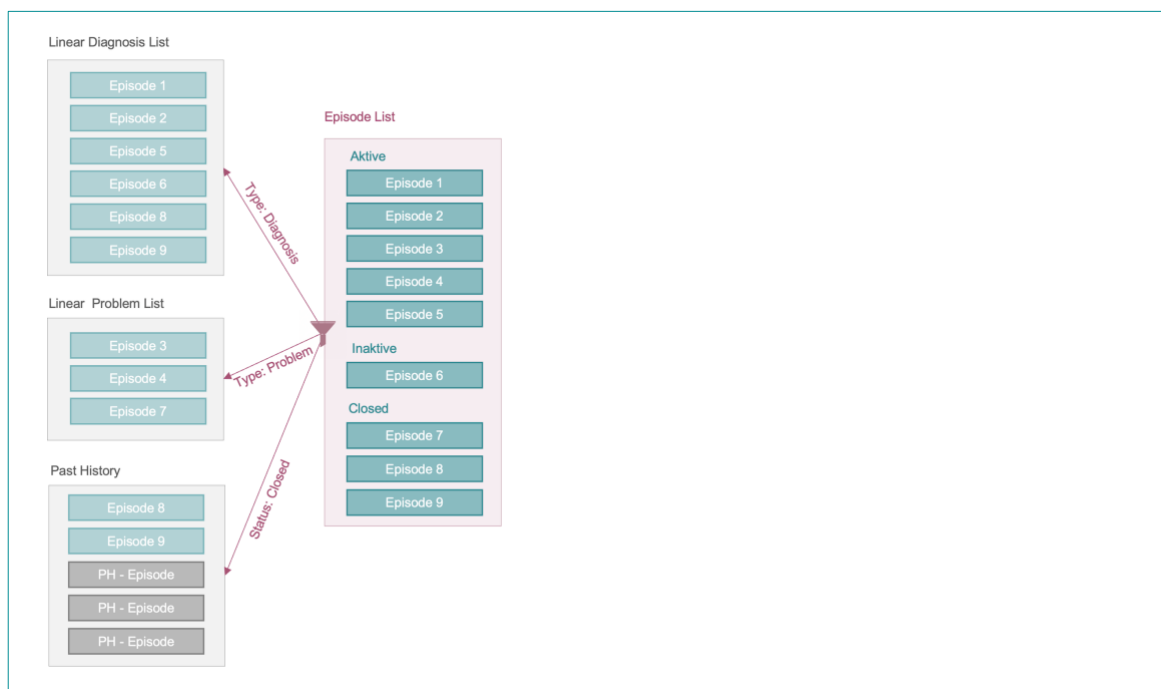 Linear Diagnosis List
Episode 1
Episode 2
Episode 5
Episode 6
Episode 8
Episode 9
Linear Problem List
Episode 3
Episode 4
Episode 7
Past History
Episode 8
Episode 9
PH - Episode
PH - Episode
PH - Episode
Type: Diagnosis
Type: Problem
Status: Closed
Episode List
Aktive
Episode 1
Episode 2
Episode 3
Episode 4
Episode 5
Inaktive
Episode 6
Closed
Episode 7
Episode 8
Episode 9